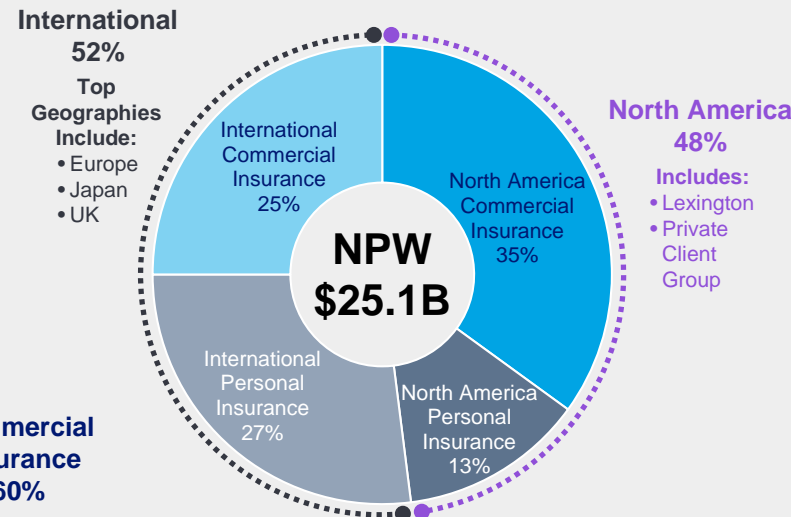 International
52%
Top
Geographies
Include:
• Europe
• Japan
• UK
North America
48%
Includes:
• Lexington
• Private
Client
Group
International
Commercial
Insurance
25%
North America
Commercial
Insurance
35%
NPW
$25.1B
International
Personal
Insurance
27%
North America
Personal
Insurance
13%